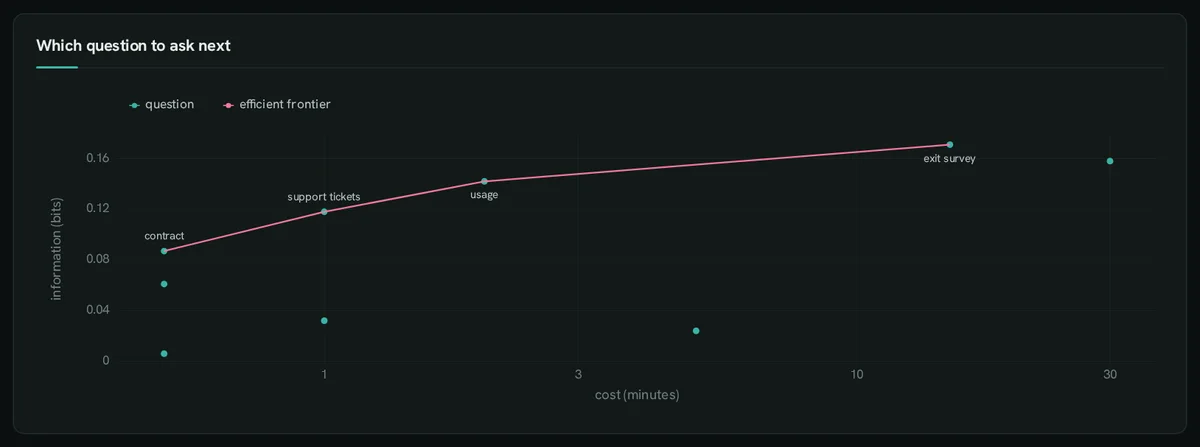 Which question to ask next
question
efficient frontier
0.16
0.12
0.08
0.04
0
information (bits)
contract
support tickets
usage
exit survey
1
3
10
30
cost (minutes)